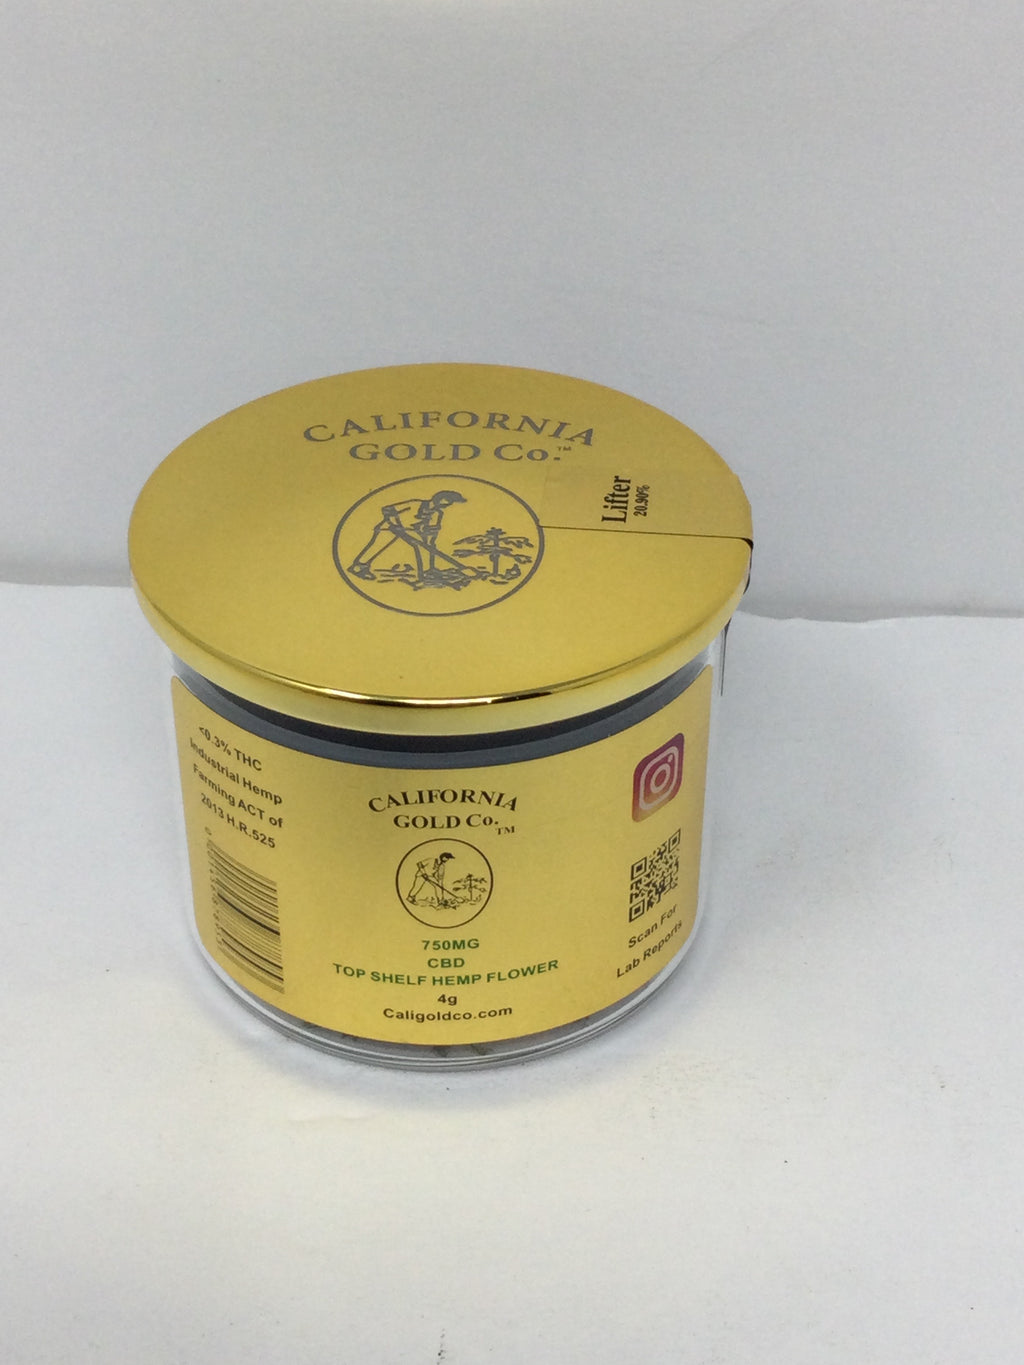 CALIFORNIA
GOLD Co.™
Lifter
20.90%
<0.3% THC
Industrial Hemp
Farming ACT of
2013 H.R.525
CALIFORNIA
GOLD Co.™
750MG
CBD
TOP SHELF HEMP FLOWER
4g
Caligoldco.com
Scan For
Lab Reports